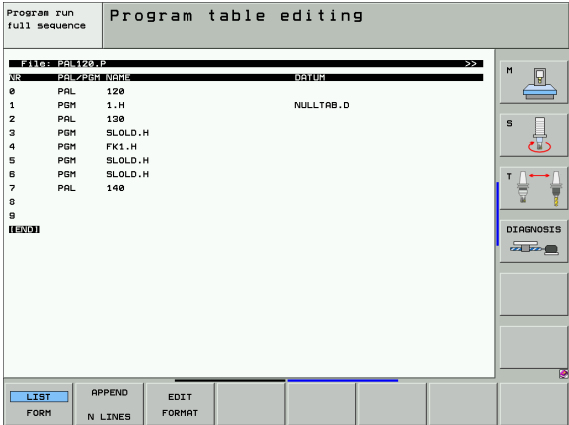 Program run
full sequence
Program table editing
File: PAL120.P >>
NR PAL/PGM NAME DATUM
0 PAL 120
1 PGM 1.H NULLTAB.D
2 PAL 130
3 PGM SLOLD.H
4 PGM FK1.H
5 PGM SLOLD.H
6 PGM SLOLD.H
7 PAL 140
8
9
[END]
M
S
T
DIAGNOSIS
LIST
FORM
APPEND
N LINES
EDIT
FORMAT